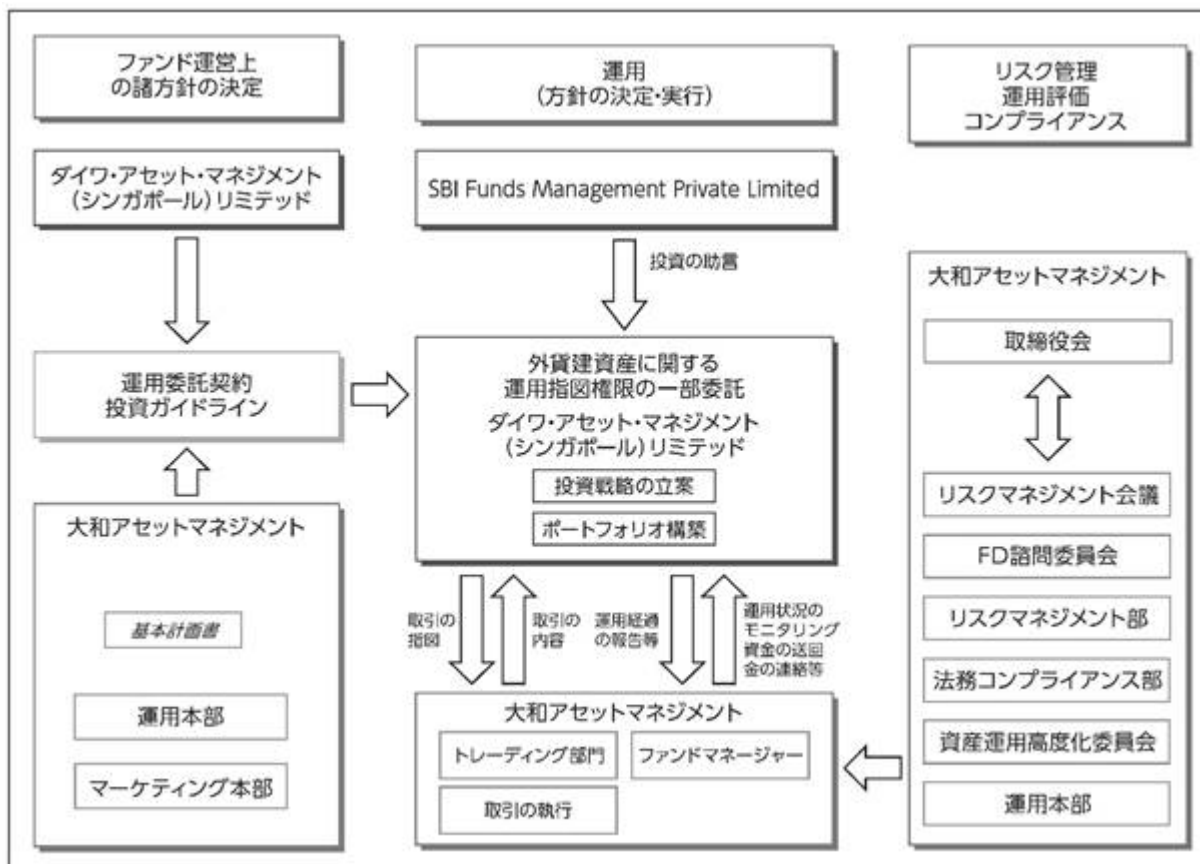 ファンド運営上
の諸方針の決定
運用
(方針の決定・実行)
リスク管理
運用評価
コンプライアンス
ダイワ・アセット・マネジメント
(シンガポール)リミテッド
SBI Funds Management Private Limited
投資の助言
運用委託契約
投資ガイドライン
外貨建資産に関する
運用指図権限の一部委託
ダイワ・アセット・マネジメント
(シンガポール)リミテッド
投資戦略の立案
ポートフォリオ構築
大和アセットマネジメント
基本計画書
運用本部
マーケティング本部
取引の
指図
取引の
内容
運用経過
の報告等
運用状況の
モニタリング
資金の送回
金の連絡等
大和アセットマネジメント
トレーディング部門
ファンドマネージャー
取引の執行
大和アセットマネジメント
取締役会
リスクマネジメント会議
FD諮問委員会
リスクマネジメント部
法務コンプライアンス部
資産運用高度化委員会
運用本部